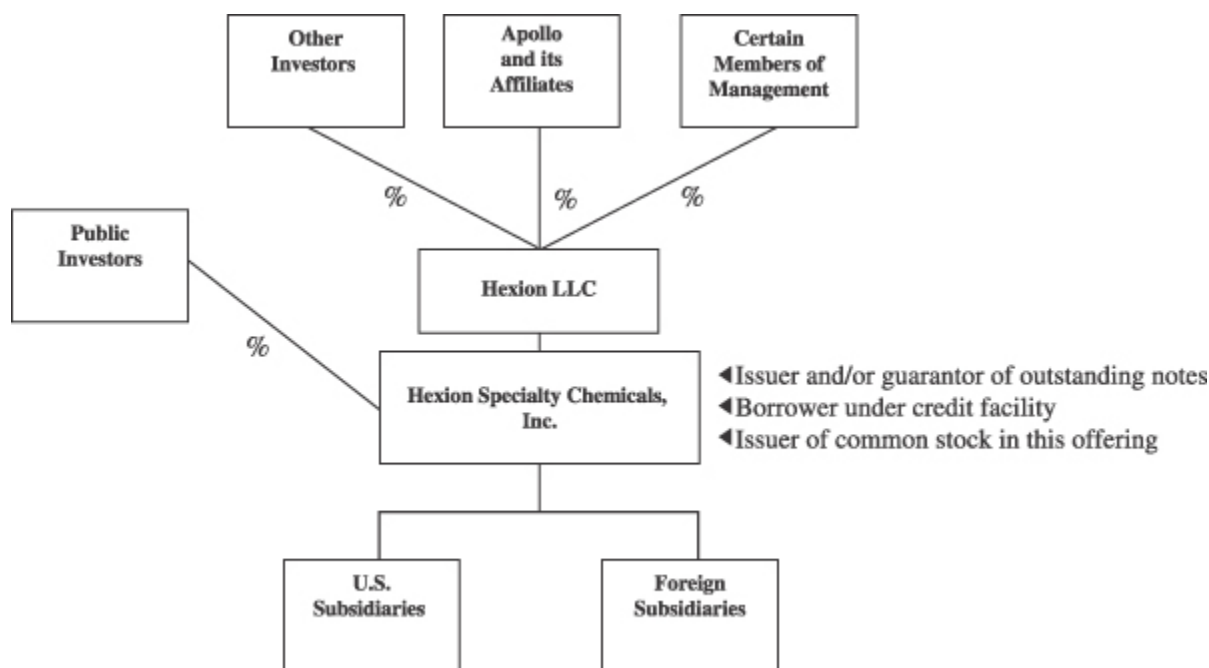 Other
Investors
Apollo
and its
Affiliates
Certain
Members of
Management
%
%
%
Public
Investors
Hexion LLC
%
Hexion Specialty Chemicals,
Inc.
◀Issuer and/or guarantor of outstanding notes
◀Borrower under credit facility
◀Issuer of common stock in this offering
U.S.
Subsidiaries
Foreign
Subsidiaries